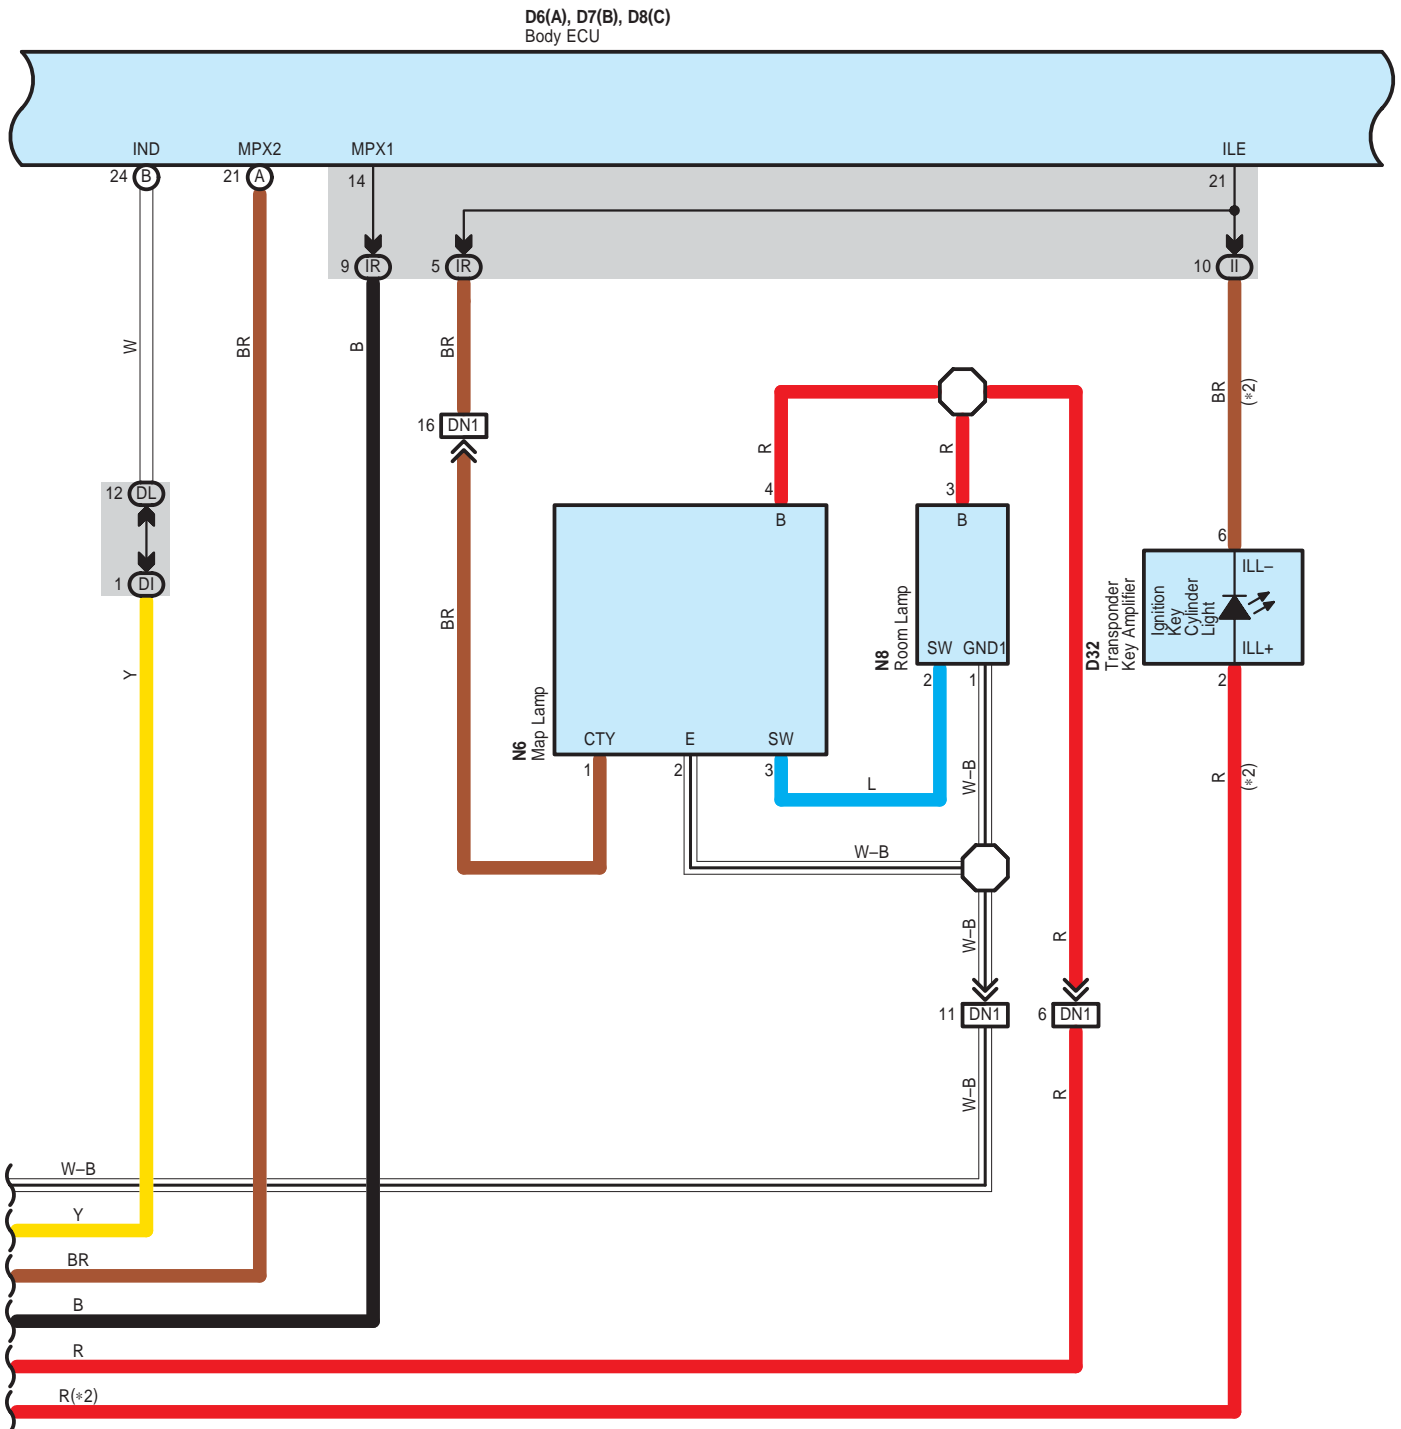 D6(A), D7(B), D8(C)
Body ECU
IND
MPX2
MPX1
ILE
24 B
21 A
14
21
9 IR
5 IR
10 II
W
BR
B
BR
BR
(*2)
16 DN1
R
R
4
3
B
B
12 DL
1 DI
6
ILL–
Ignition
Key
Cylinder
Light
ILL+
2
D32
Transponder
Key Amplifier
BR
Y
N8
Room Lamp
SW
GND1
2
1
N6
Map Lamp
CTY
E
SW
1
2
3
L
W–B
R
(*2)
W–B
W–B
R
11 DN1
6 DN1
W–B
R
W–B
Y
BR
B
R
R(*2)